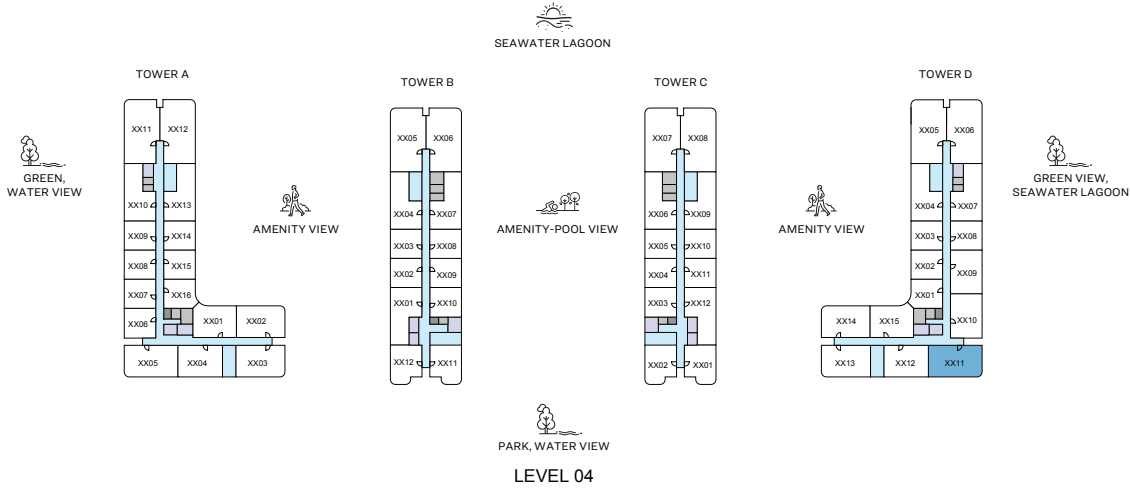 SEAWATER LAGOON
TOWER A
TOWER B
TOWER C
TOWER D
XX11 XX12
XX05 XX06
XX07 XX08
XX05 XX06
GREEN,
WATER VIEW
GREEN VIEW,
SEAWATER LAGOON
XX10 XX13
XX04 XX07
XX06 XX09
XX04 XX07
AMENITY VIEW
AMENITY-POOL VIEW
AMENITY VIEW
XX09 XX14
XX03 XX08
XX05 XX10
XX03 XX08
XX08 XX15
XX02 XX09
XX04 XX11
XX02 XX09
XX07 XX16
XX01 XX10
XX03 XX12
XX01
XX06 XX01 XX02
XX14 XX15 XX10
XX05 XX04 XX03
XX12 XX11
XX02 XX01
XX13 XX12 XX11
PARK, WATER VIEW
LEVEL 04